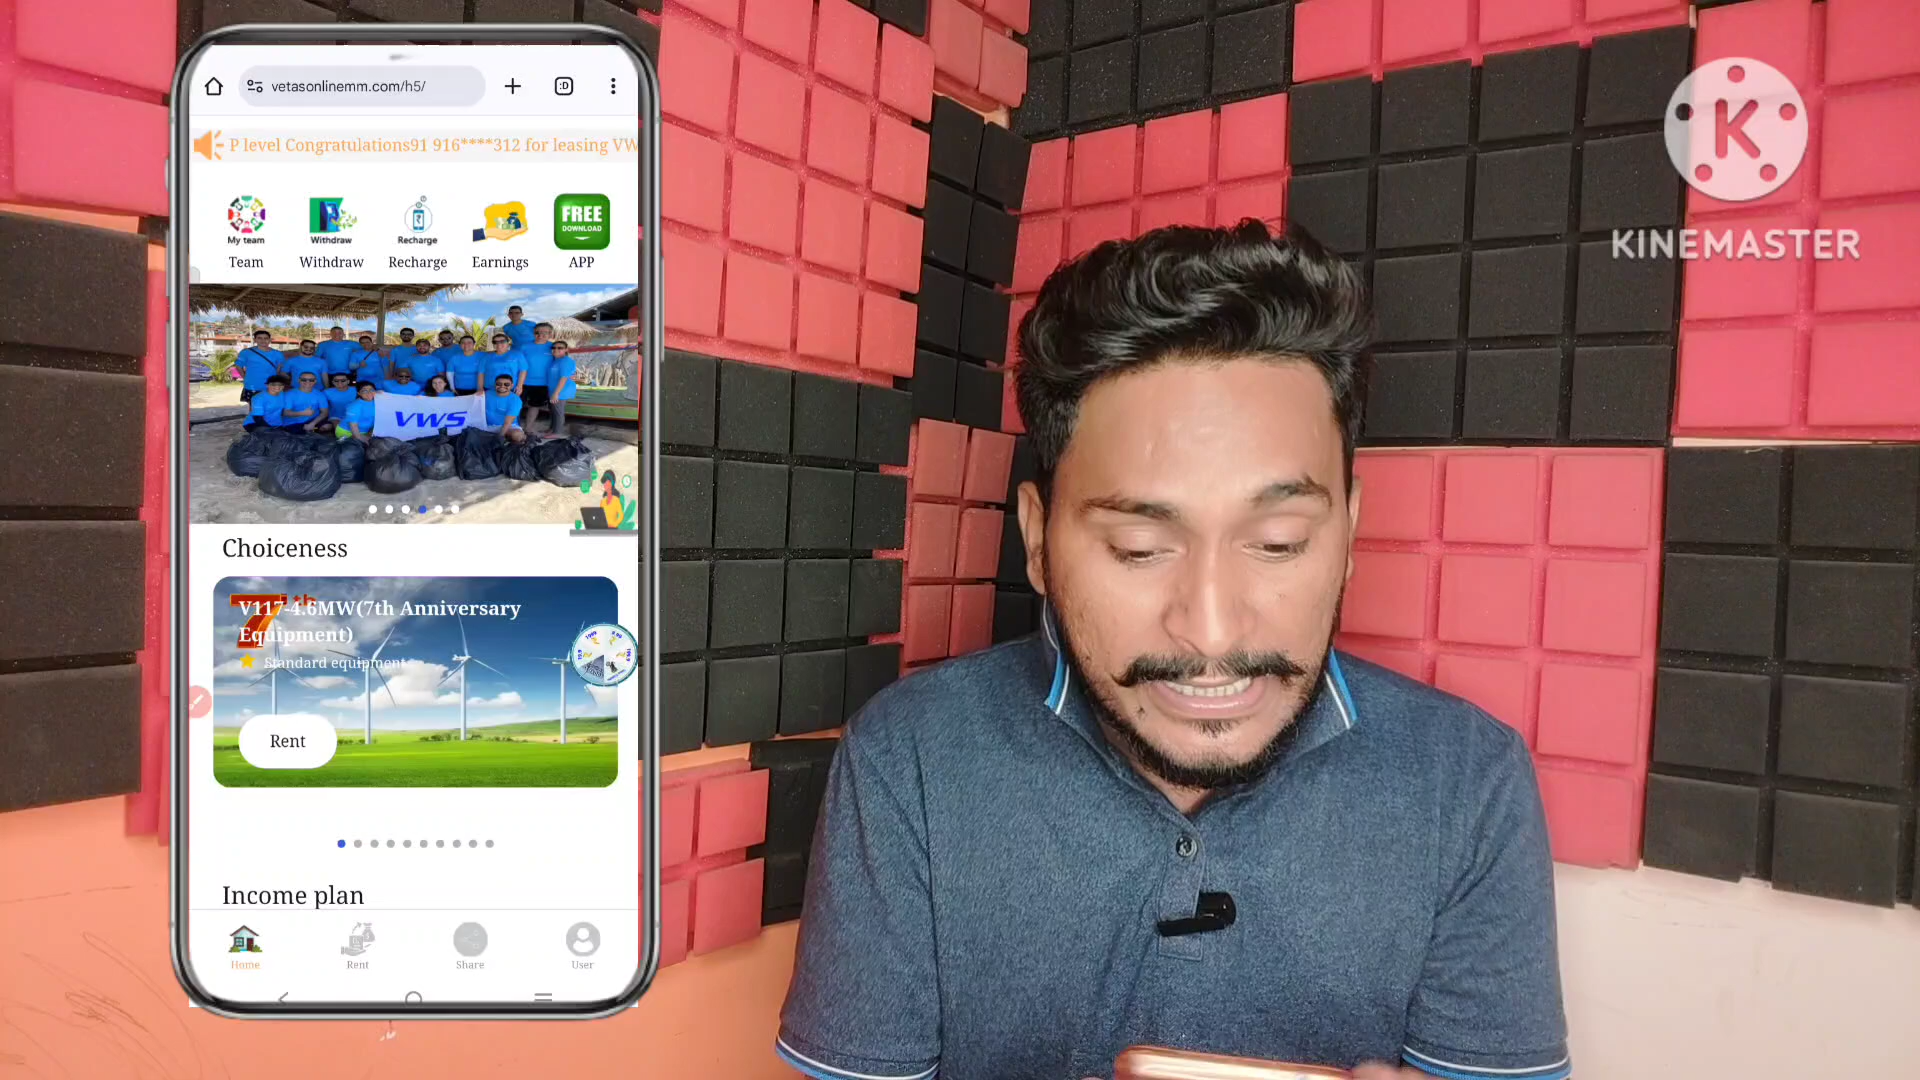 vetasonlinemm.com/h5/
:D
P level Congratulations91 916****312 for leasing VW
My team
Withdraw
Recharge
FREE
DOWNLOAD
Team
Withdraw
Recharge
Earnings
APP
VWS
Choiceness
7th
V117-4.6MW(7th Anniversary
Equipment)
Standard equipment
Rent
Income plan
Home
Rent
Share
User
K
KINEMASTER